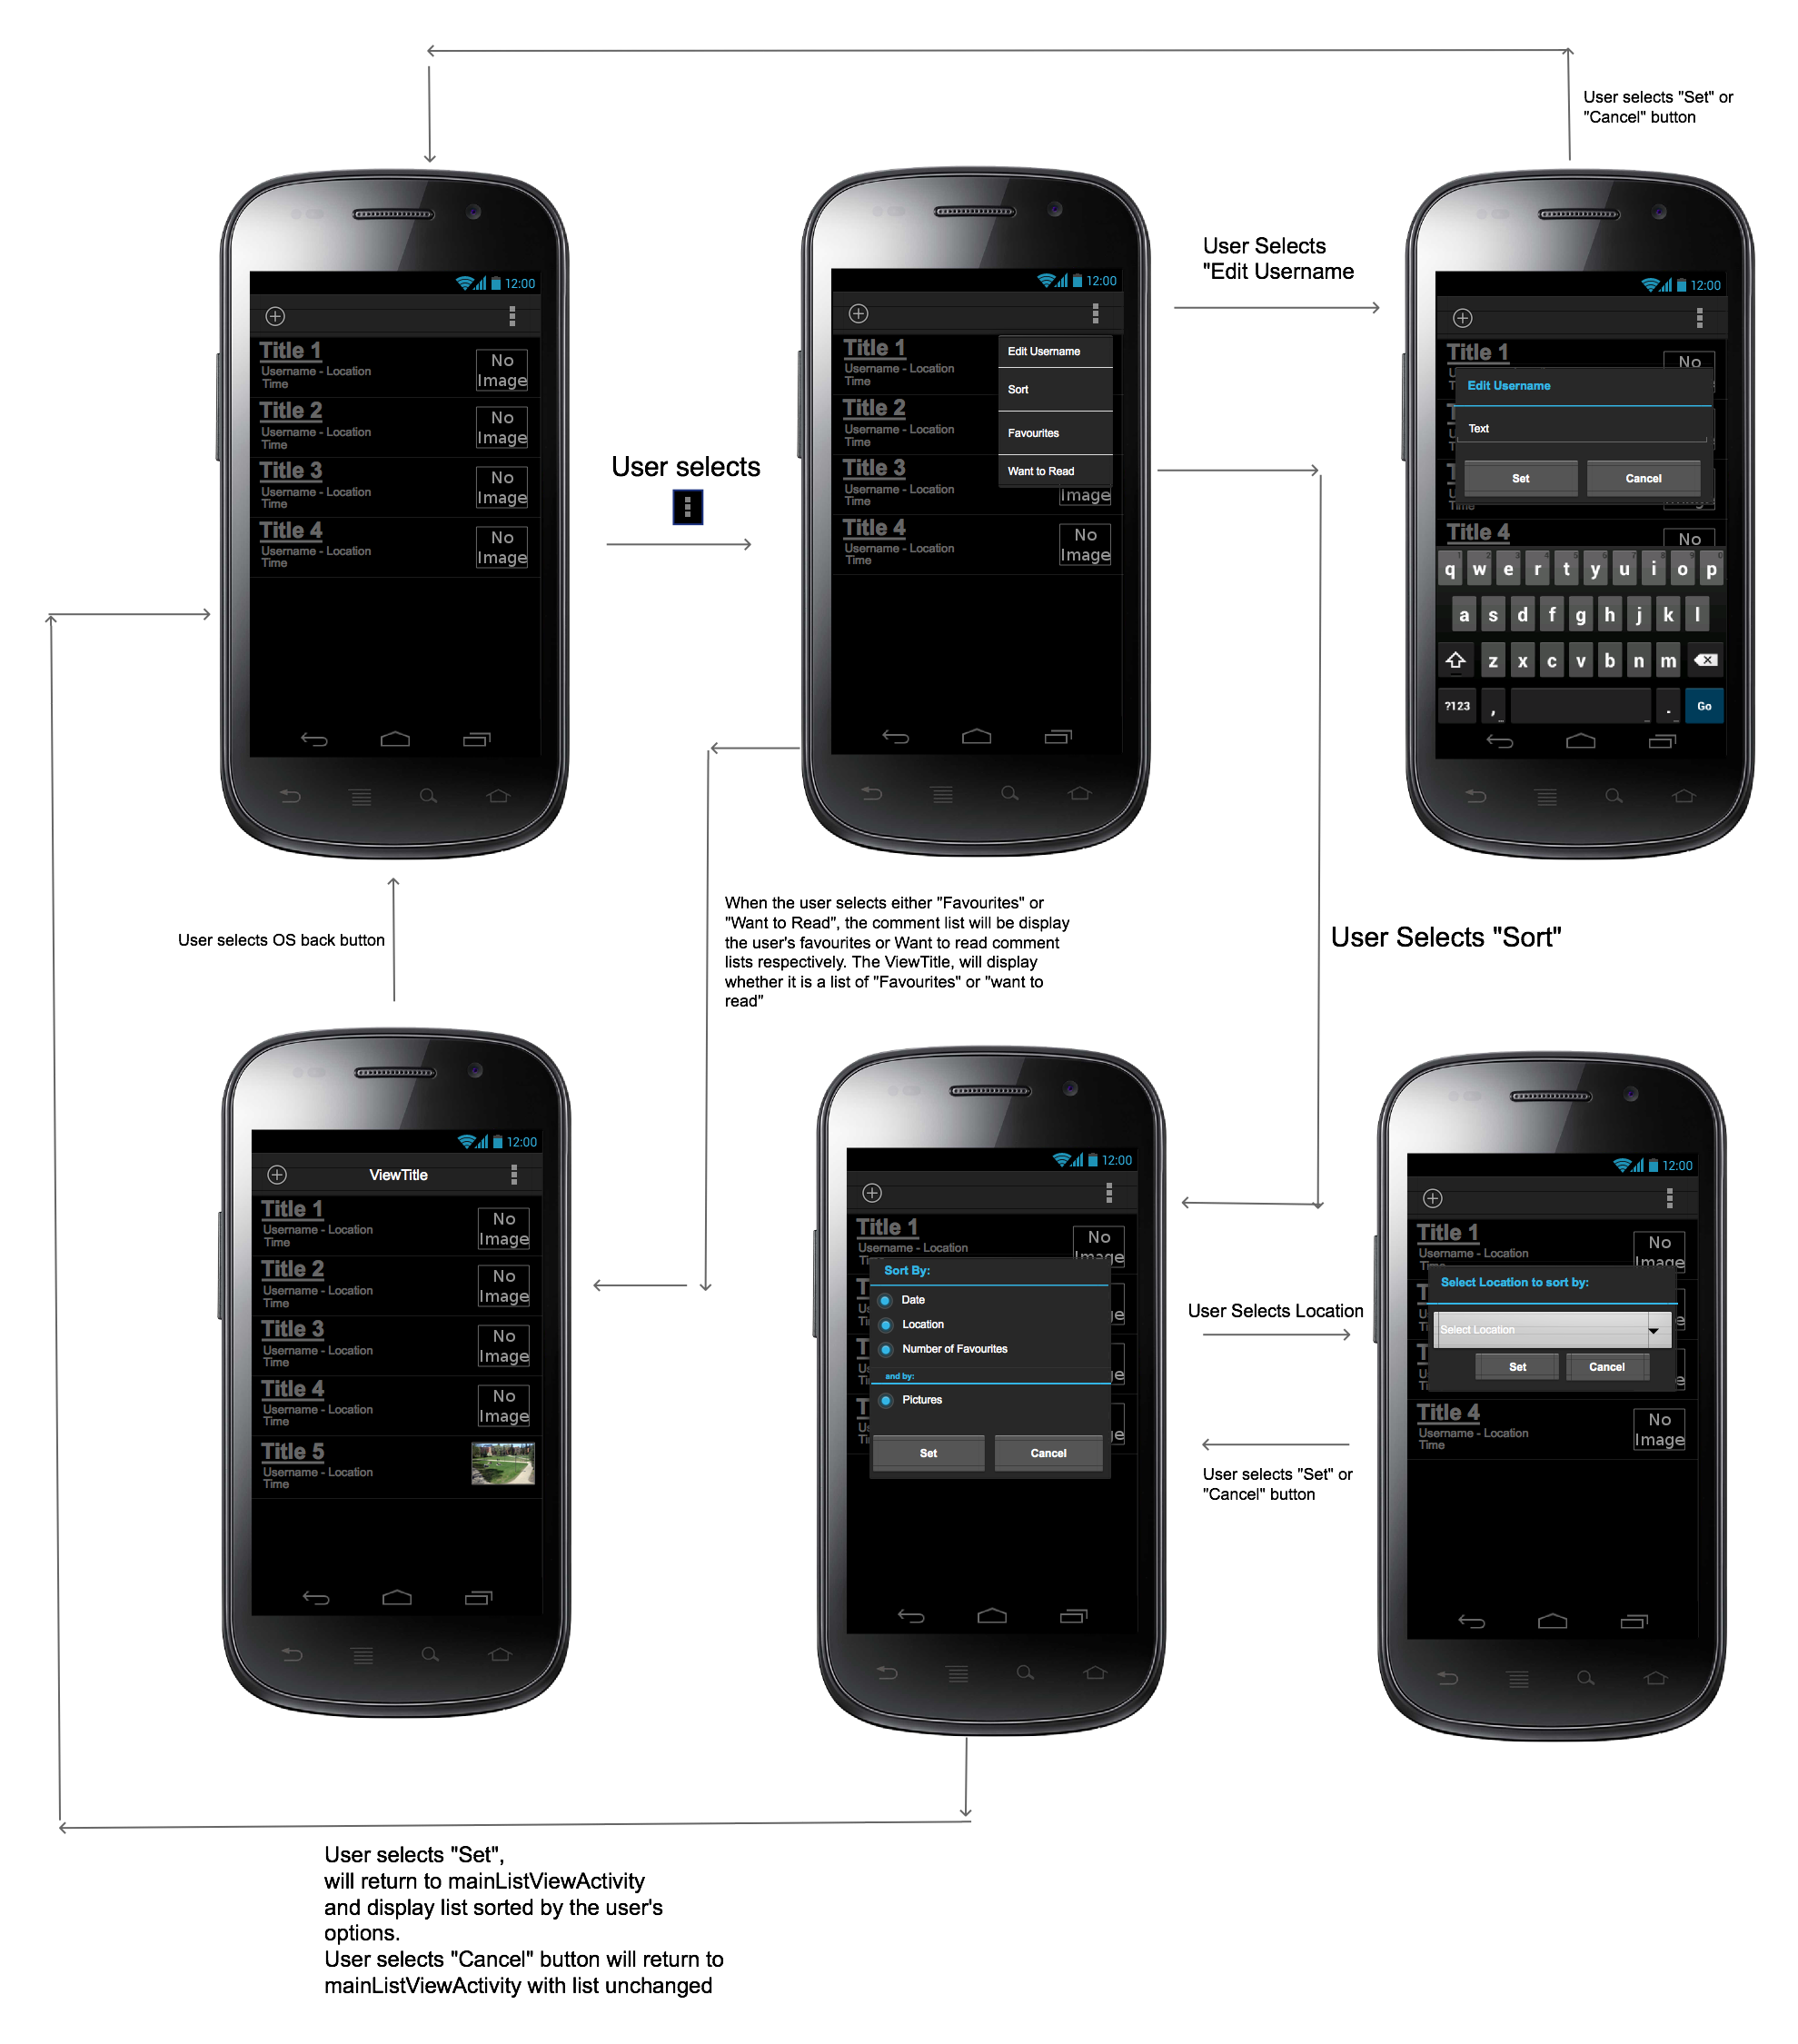 User selects "Set" or
"Cancel" button
12:00
Title 1
Username - Location
Time
No
Image
Title 2
Username - Location
Time
No
Image
Title 3
Username - Location
Time
No
Image
Title 4
Username - Location
Time
No
Image
User selects
12:00
Title 1
Username - Location
Time
Edit Username
Sort
Favourites
Want to Read
Title 2
Username - Location
Time
Title 3
Username - Location
Time
Image
Title 4
Username - Location
Time
No
Image
User Selects
"Edit Username
12:00
Title 1
No
Edit Username
Text
Set
Cancel
Time
Title 4
No
q w e r t y u i o p
a s d f g h j k l
z x c v b n m
?123 , . Go
User selects OS back button
When the user selects either "Favourites" or
"Want to Read", the comment list will be display
the user's favourites or Want to read comment
lists respectively. The ViewTitle, will display
whether it is a list of "Favourites" or "want to
read"
User Selects "Sort"
12:00
ViewTitle
Title 1
Username - Location
Time
No
Image
Title 2
Username - Location
Time
No
Image
Title 3
Username - Location
Time
No
Image
Title 4
Username - Location
Time
No
Image
Title 5
Username - Location
Time
12:00
Title 1
Username - Location
No
Image
Sort By:
Date
Location
Number of Favourites
and by:
Pictures
Set
Cancel
User Selects Location
User selects "Set" or
"Cancel" button
12:00
Title 1
Username - Location
No
Image
Select Location to sort by:
Select Location
Set
Cancel
Title 4
Username - Location
Time
No
Image
User selects "Set",
will return to mainListViewActivity
and display list sorted by the user's
options.
User selects "Cancel" button will return to
mainListViewActivity with list unchanged